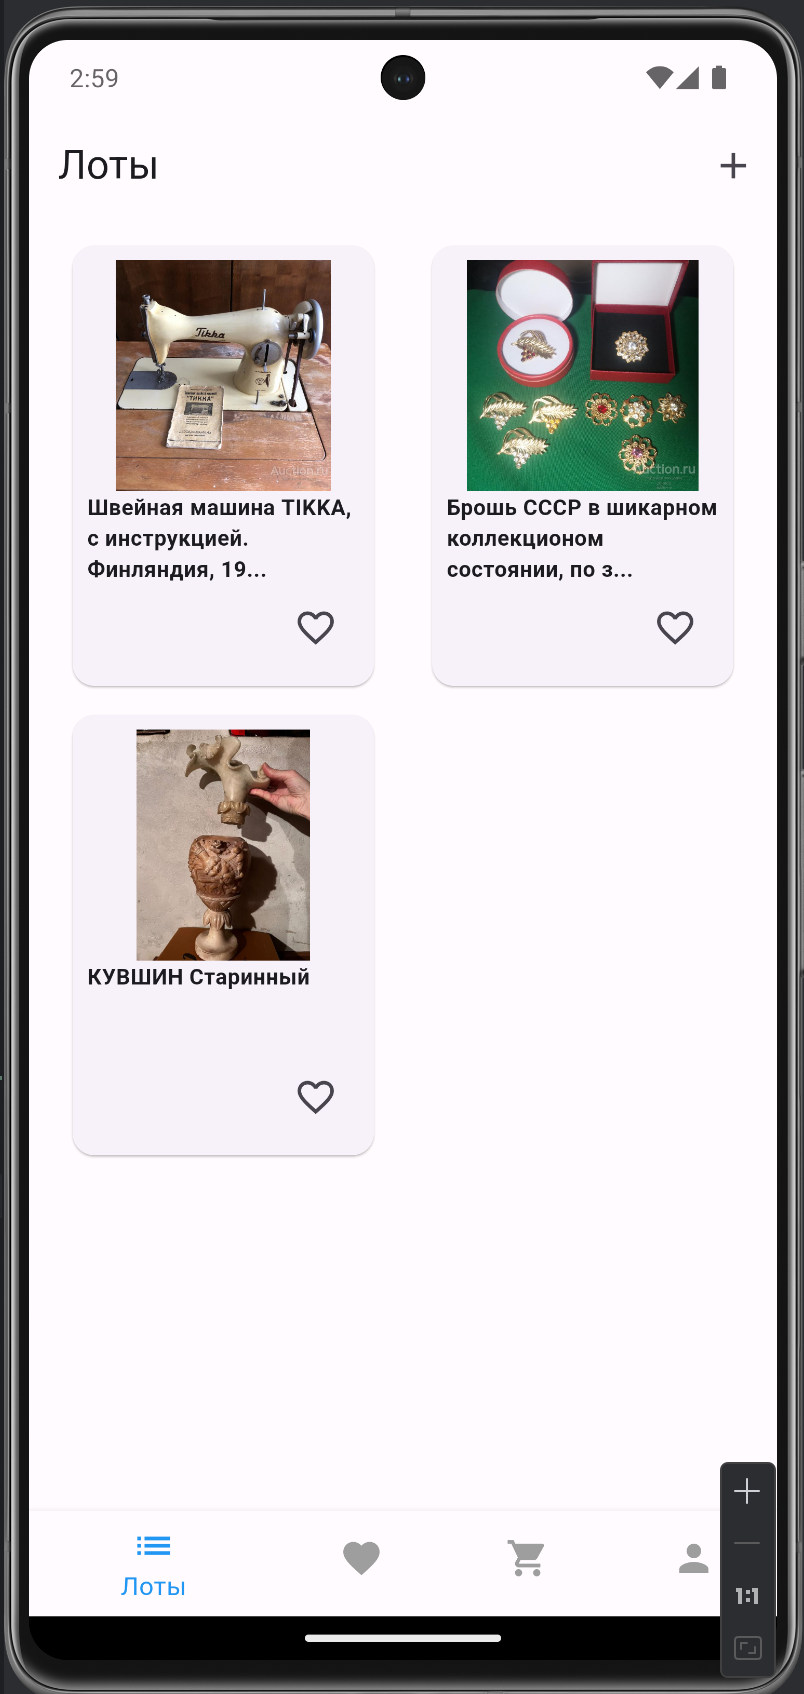 2:59
Лоты
Tikka
"ТИККА"
Auction.ru
Auction.ru
Швейная машина TIKKA,
с инструкцией.
Финляндия, 19...
Брошь СССР в шикарном
коллекционом
состоянии, по з...
КУВШИН Старинный
Лоты
1:1